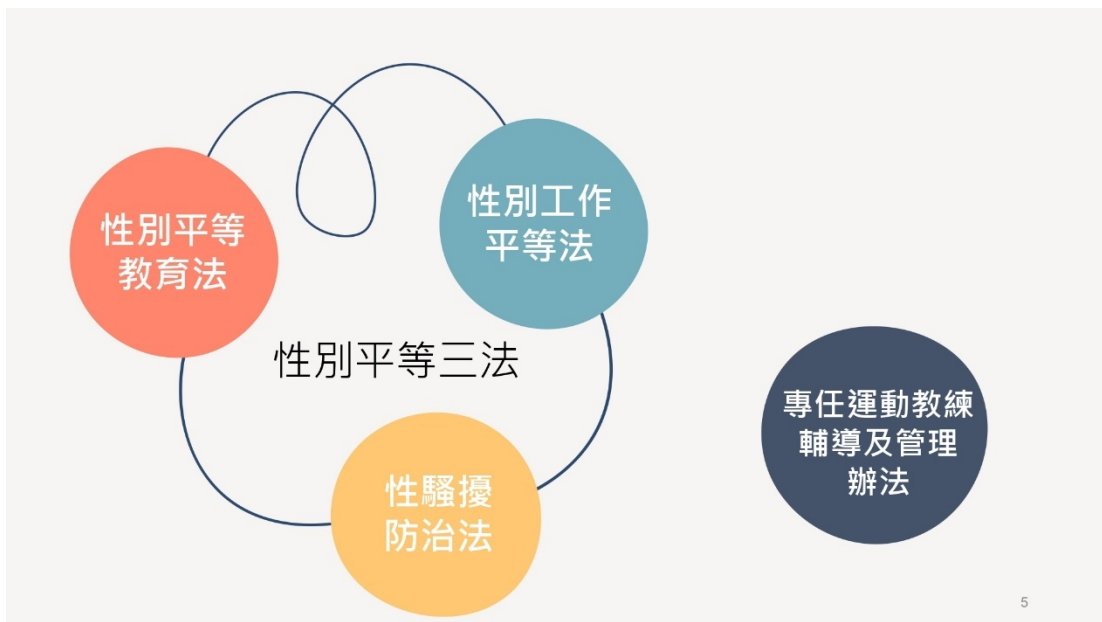 性別平等
教育法
性別工作
平等法
性別平等三法
性騷擾
防治法
專任運動教練
輔導及管理
辦法
5